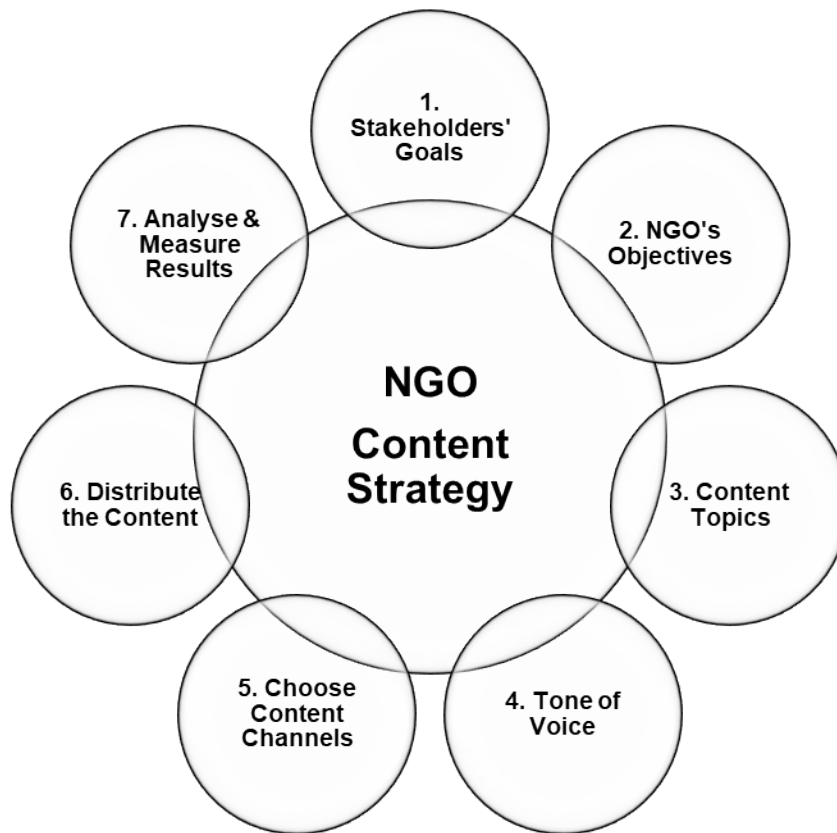 1.
Stakeholders'
Goals
2. NGO's
Objectives
3. Content
Topics
4. Tone of
Voice
5. Choose
Content
Channels
6. Distribute
the Content
7. Analyse &
Measure
Results
NGO
Content
Strategy